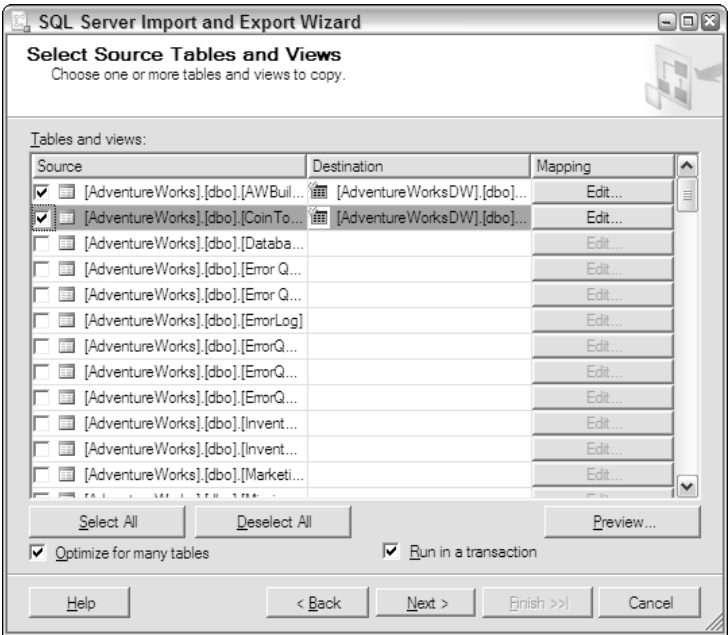 SQL Server Import and Export Wizard
Select Source Tables and Views
Choose one or more tables and views to copy.
Tables and views:
Source Destination Mapping
[AdventureWorks].[dbo].[AWBuil... [AdventureWorksDW].[dbo]... Edit...
[AdventureWorks].[dbo].[CoinTo... [AdventureWorksDW].[dbo]... Edit...
[AdventureWorks].[dbo].[Databa... Edit...
[AdventureWorks].[dbo].[Error Q... Edit...
[AdventureWorks].[dbo].[Error Q... Edit...
[AdventureWorks].[dbo].[ErrorLog] Edit...
[AdventureWorks].[dbo].[ErrorQ... Edit...
[AdventureWorks].[dbo].[ErrorQ... Edit...
[AdventureWorks].[dbo].[ErrorQ... Edit...
[AdventureWorks].[dbo].[Invent... Edit...
[AdventureWorks].[dbo].[Invent... Edit...
[AdventureWorks].[dbo].[Marketi... Edit...
Select All Deselect All Preview...
Optimize for many tables Run in a transaction
Help < Back Next > Finish >>| Cancel